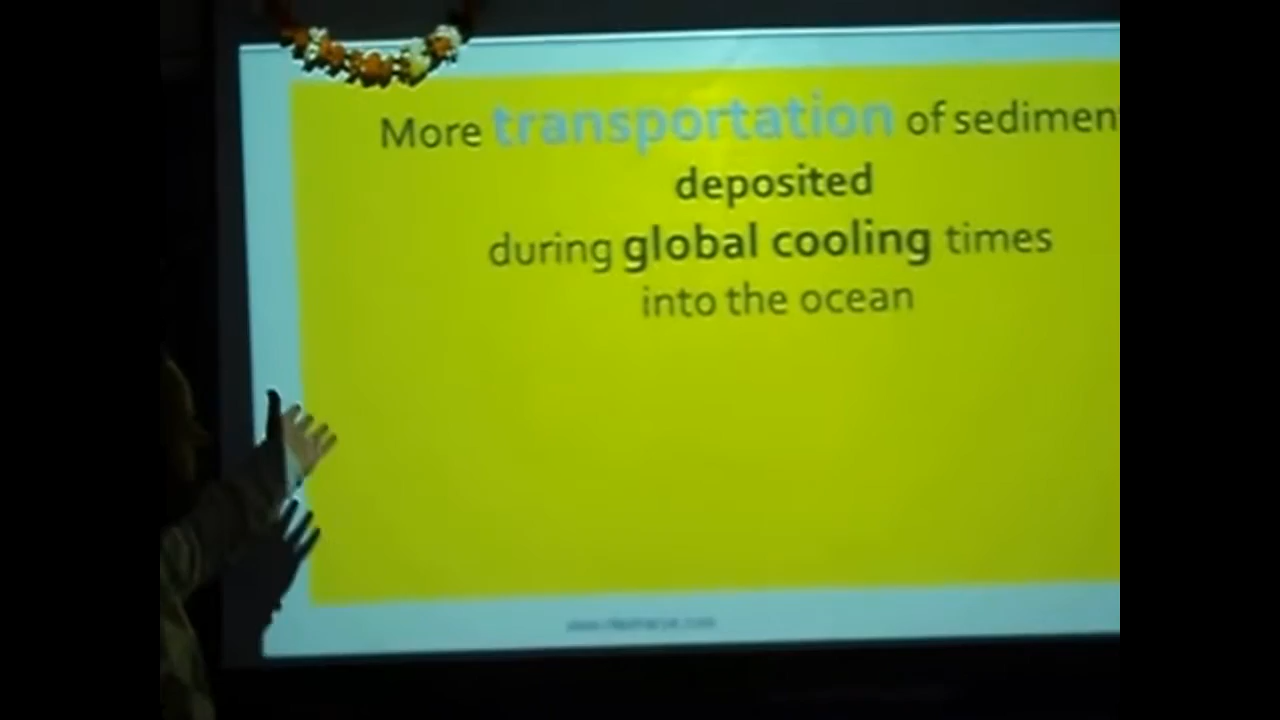 More transportation of sedimen
deposited
during global cooling times
into the ocean